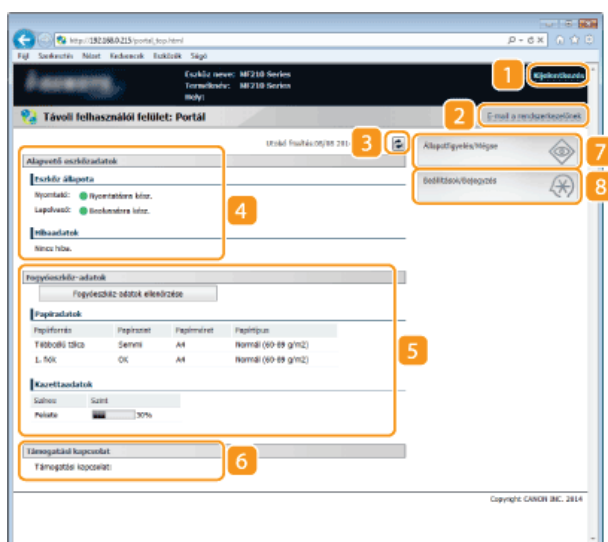 http://192.168.0.215/portal_top.html
Fájl Szerkesztés Nézet Kedvencek Eszközök Súgó
Eszköz neve: MF210 Series
Terméknév: MF210 Series
Hely:
1
Kijelentkezés
Távoli felhasználói felület: Portál
2
E-mail a rendszerkezelőnek
Utolsó frissítés:
3
Állapotfigyelés/Mégse
7
Beállítások/Bejegyzés
8
Alapvető eszközadatok
Eszköz állapota
Nyomtató: Nyomtatásra kész.
Lapolvasó: Beolvasásra kész.
4
Hibaadatok
Nincs hiba.
Fogyóeszköz-adatok
Fogyóeszköz-adatok ellenőrzése
Papíradatok
Papírforrás Papírszint Papírméret Papírtípus
Többcélú tálca Semmi A4 Normál (60-89 g/m2)
1. fiók OK A4 Normál (60-89 g/m2)
5
Kazettaadatok
Színes Szint
Fekete 30%
Támogatási kapcsolat
Támogatási kapcsolat:
6
Copyright CANON INC. 2014